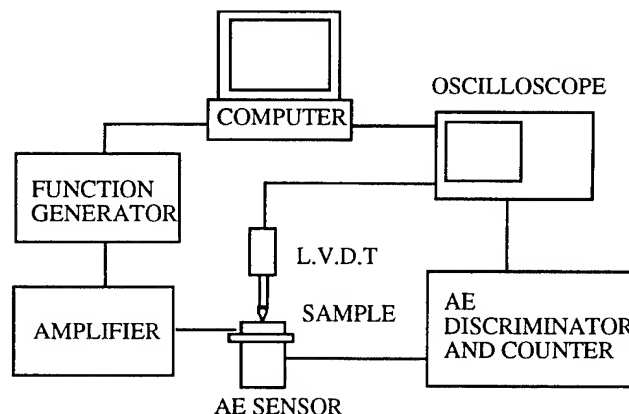 OSCILLOSCOPE
COMPUTER
FUNCTION
GENERATOR
L.V.D.T
SAMPLE
AMPLIFIER
AE
DISCRIMINATOR
AND COUNTER
AE SENSOR